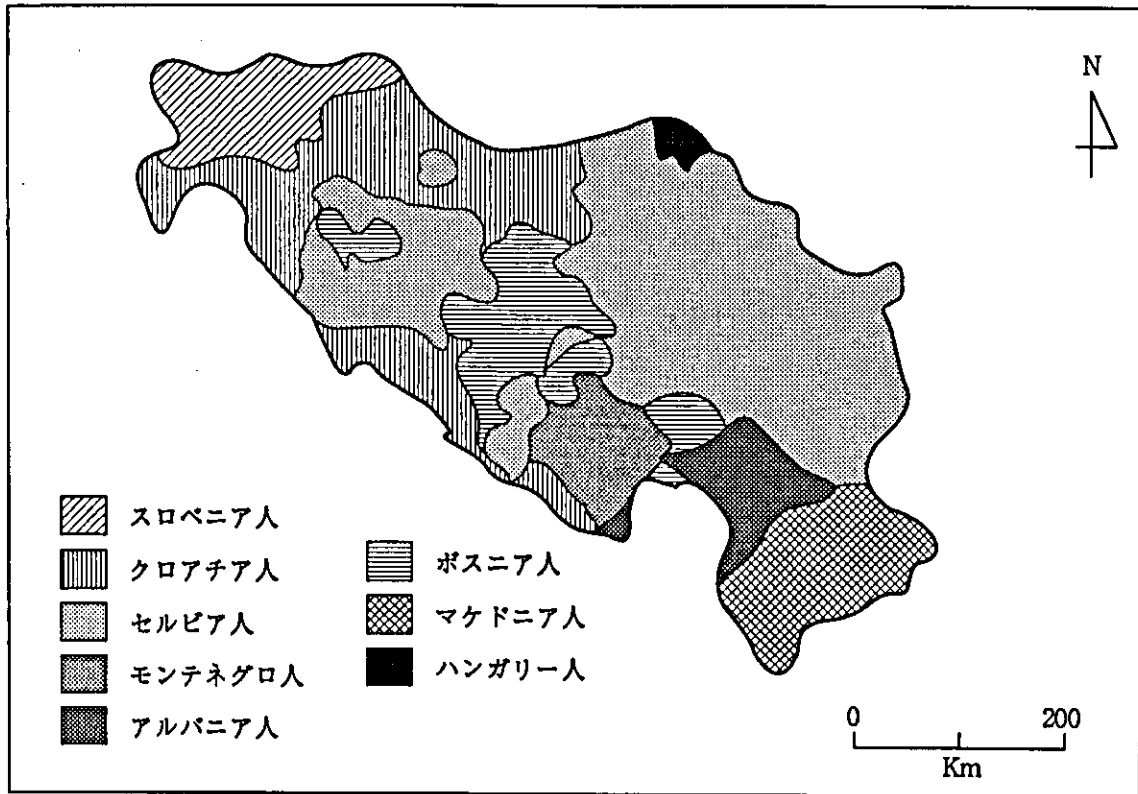 N
スロベニア人
クロアチア人
セルビア人
モンテネグロ人
アルバニア人
ボスニア人
マケドニア人
ハンガリー人
0 200
Km